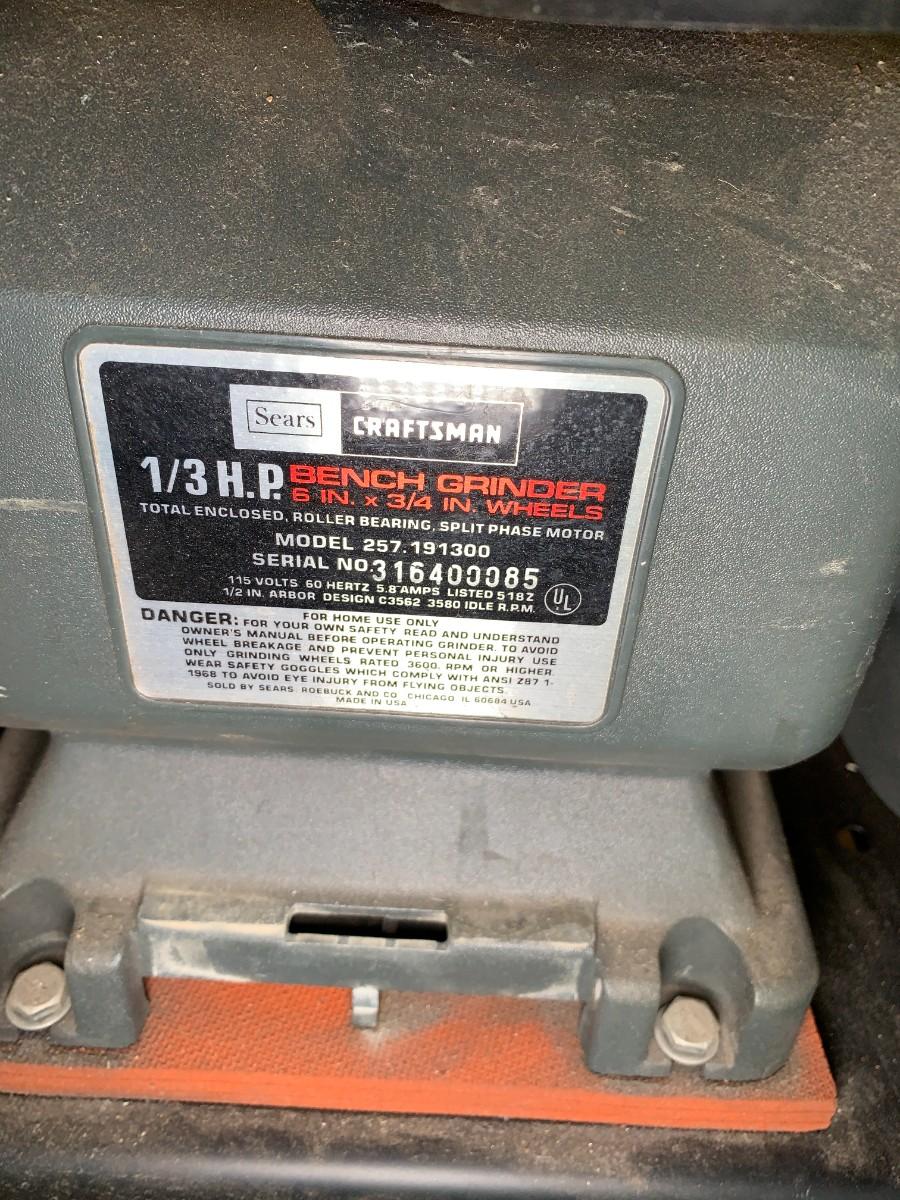 Sears CRAFTSMAN
1/3 H.P. BENCH GRINDER
6 IN. x 3/4 IN. WHEELS
TOTAL ENCLOSED, ROLLER BEARING, SPLIT PHASE MOTOR
MODEL 257.191300
SERIAL NO. 316400085
115 VOLTS 60 HERTZ 5.8 AMPS LISTED 518Z
1/2 IN. ARBOR DESIGN C3562 3580 IDLE R.P.M.
UL
FOR HOME USE ONLY
DANGER: FOR YOUR OWN SAFETY READ AND UNDERSTAND
OWNER'S MANUAL BEFORE OPERATING GRINDER. TO AVOID
WHEEL BREAKAGE AND PREVENT PERSONAL INJURY USE
ONLY GRINDING WHEELS RATED 3600 RPM OR HIGHER.
WEAR SAFETY GOGGLES WHICH COMPLY WITH ANSI Z87 1-
1968 TO AVOID EYE INJURY FROM FLYING OBJECTS.
SOLD BY SEARS, ROEBUCK AND CO. CHICAGO, IL 60684 USA
MADE IN USA